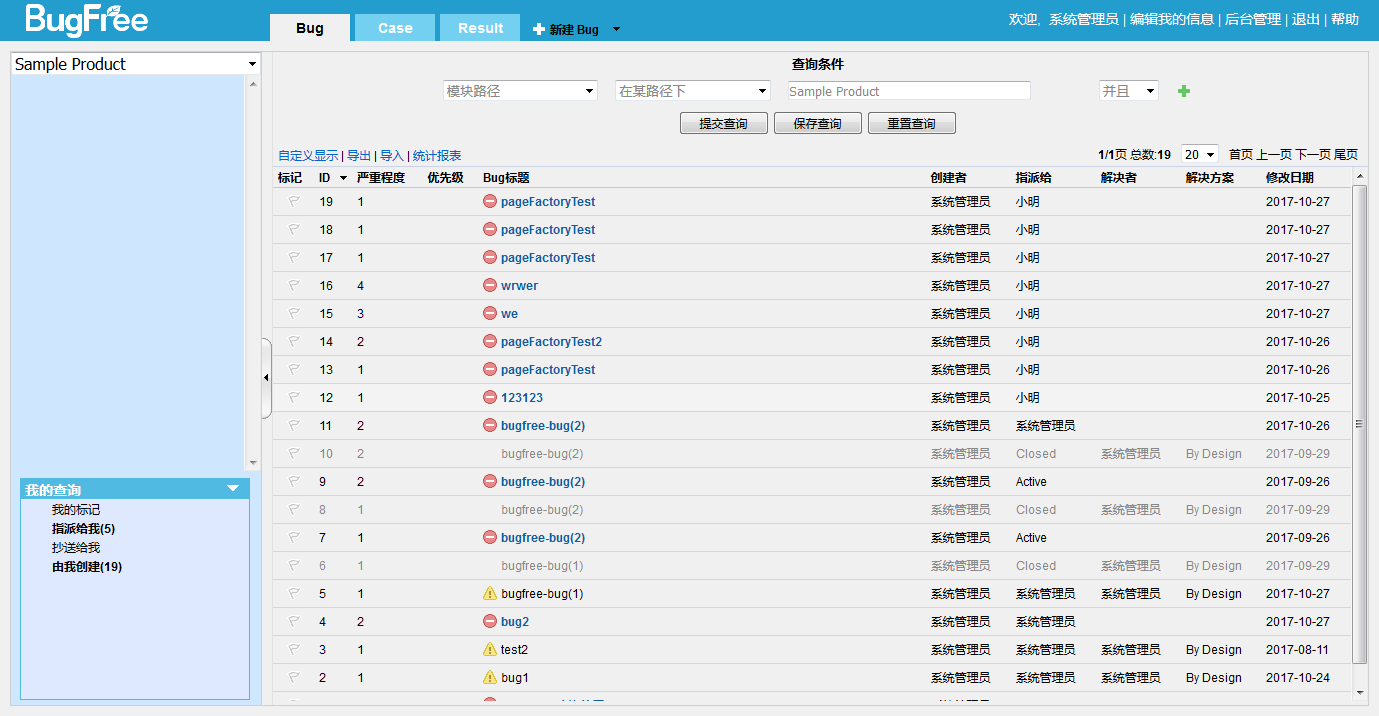 BugFree
Bug Case Result 新建 Bug
欢迎, 系统管理员 | 编辑我的信息 | 后台管理 | 退出 | 帮助
Sample Product
查询条件
模块路径 在某路径下 Sample Product 并且
提交查询 保存查询 重置查询
自定义显示 | 导出 | 导入 | 统计报表 1/1页 总数:19 20 首页 上一页 下一页 尾页
标记 ID 严重程度 优先级 Bug标题 创建者 指派给 解决者 解决方案 修改日期
19 1 pageFactoryTest 系统管理员 小明 2017-10-27
18 1 pageFactoryTest 系统管理员 小明 2017-10-27
17 1 pageFactoryTest 系统管理员 小明 2017-10-27
16 4 wrwer 系统管理员 小明 2017-10-27
15 3 we 系统管理员 小明 2017-10-27
14 2 pageFactoryTest2 系统管理员 小明 2017-10-26
13 1 pageFactoryTest 系统管理员 小明 2017-10-26
12 1 123123 系统管理员 小明 2017-10-25
11 2 bugfree-bug(2) 系统管理员 系统管理员 2017-10-26
10 2 bugfree-bug(2) 系统管理员 Closed 系统管理员 By Design 2017-09-29
9 2 bugfree-bug(2) 系统管理员 Active 2017-09-26
8 1 bugfree-bug(2) 系统管理员 Closed 系统管理员 By Design 2017-09-29
7 1 bugfree-bug(2) 系统管理员 Active 2017-09-26
6 1 bugfree-bug(1) 系统管理员 Closed 系统管理员 By Design 2017-09-29
5 1 bugfree-bug(1) 系统管理员 系统管理员 系统管理员 By Design 2017-10-27
4 2 bug2 系统管理员 系统管理员 2017-10-27
3 1 test2 系统管理员 系统管理员 系统管理员 By Design 2017-08-11
2 1 bug1 系统管理员 系统管理员 系统管理员 By Design 2017-10-24
我的查询
我的标记
指派给我(5)
抄送给我
由我创建(19)